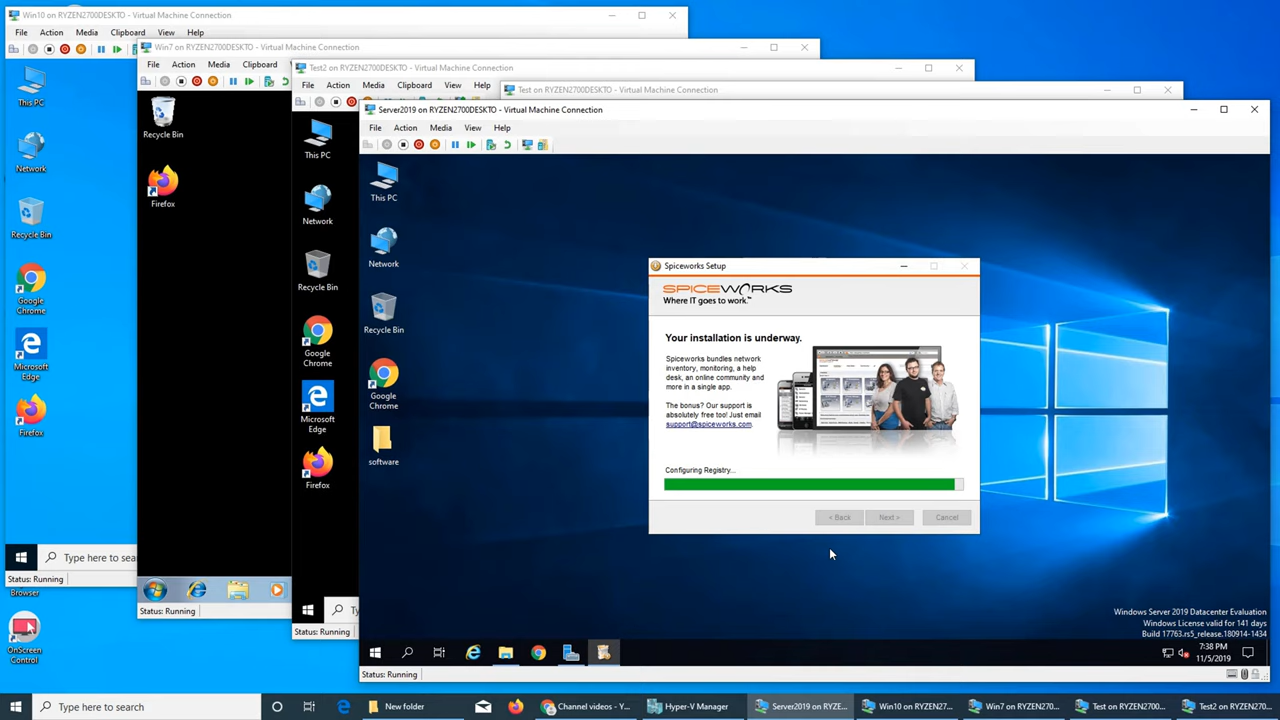 Win10 on RYZEN2700DESKTO - Virtual Machine Connection
File Action Media Clipboard View Help
This PC
Network
Recycle Bin
Google
Chrome
Microsoft
Edge
Firefox
Type here to sea
Status: Running
Browser
OnScreen
Control
Win7 on RYZEN2700DESKTO - Virtual Machine Connection
File Action Media Clipboard
Recycle Bin
Firefox
Status: Running
Test2 on RYZEN2700DESKTO - Virtual Machine Connection
File Action Media Clipboard View Help
This PC
Network
Recycle Bin
Google
Chrome
Microsoft
Edge
Firefox
Ty
Status: Running
Test on RYZEN2700DESKTO - Virtual Machine Connection
Server2019 on RYZEN2700DESKTO - Virtual Machine Connection
File Action Media View Help
This PC
Network
Recycle Bin
Google
Chrome
software
Spiceworks Setup
SPICEWORKS
Where IT goes to work.™
Your installation is underway.
Spiceworks bundles network
inventory, monitoring, a help
desk, an online community and
more in a single app.
The bonus? Our support is
absolutely free too! Just email
support@spiceworks.com.
Configuring Registry...
< Back Next > Cancel
Windows Server 2019 Datacenter Evaluation
Windows License valid for 141 days
Build 17763.rs5_release.180914-1434
7:38 PM
11/5/2019
Status: Running
Type here to search
New folder
Channel videos - Y...
Hyper-V Manager
Server2019 on RYZE...
Win10 on RYZEN27...
Win7 on RYZEN270...
Test on RYZEN2700...
Test2 on RYZEN270...